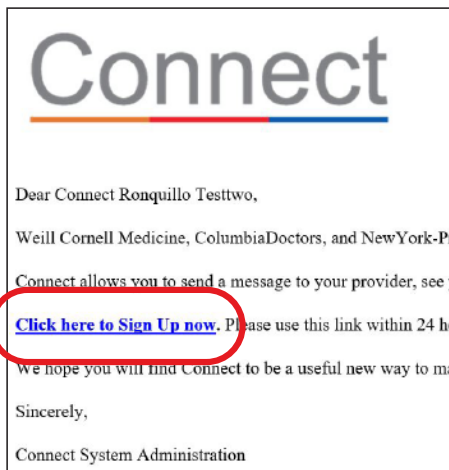 Connect
Dear Connect Ronquillo Testtwo,
Weill Cornell Medicine, ColumbiaDoctors, and NewYork-P
Connect allows you to send a message to your provider, see
Click here to Sign Up now. Please use this link within 24 h
We hope you will find Connect to be a useful new way to ma
Sincerely,
Connect System Administration